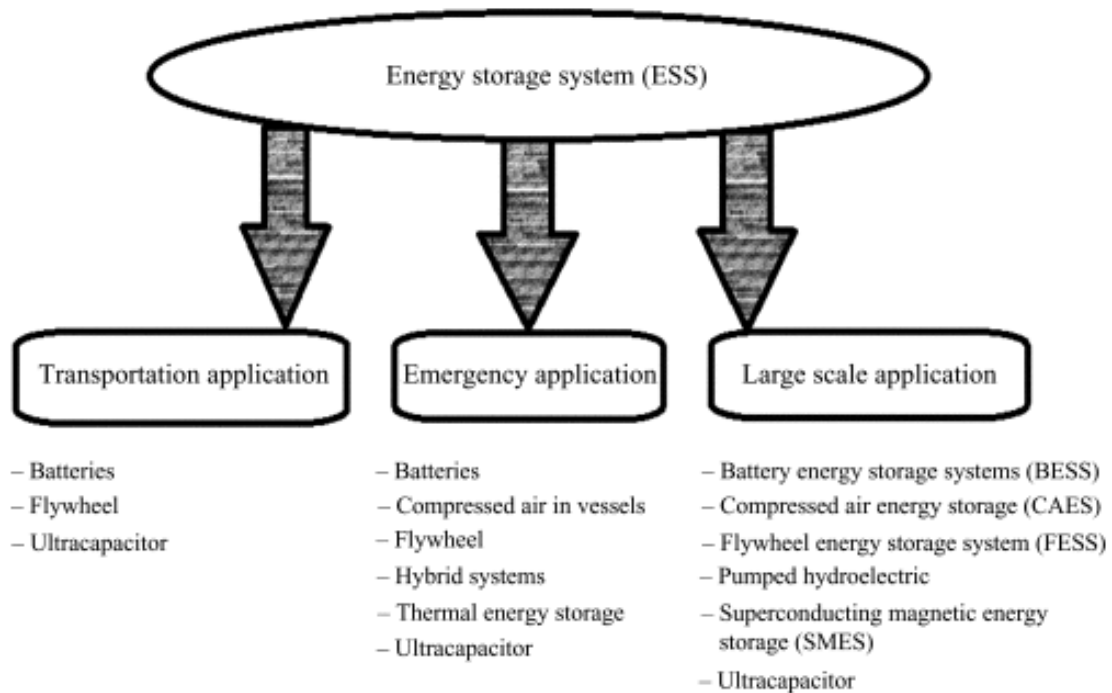 Energy storage system (ESS)
Transportation application
Emergency application
Large scale application
– Batteries
– Flywheel
– Ultracapacitor
– Batteries
– Compressed air in vessels
– Flywheel
– Hybrid systems
– Thermal energy storage
– Ultracapacitor
– Battery energy storage systems (BESS)
– Compressed air energy storage (CAES)
– Flywheel energy storage system (FESS)
– Pumped hydroelectric
– Superconducting magnetic energy
storage (SMES)
– Ultracapacitor